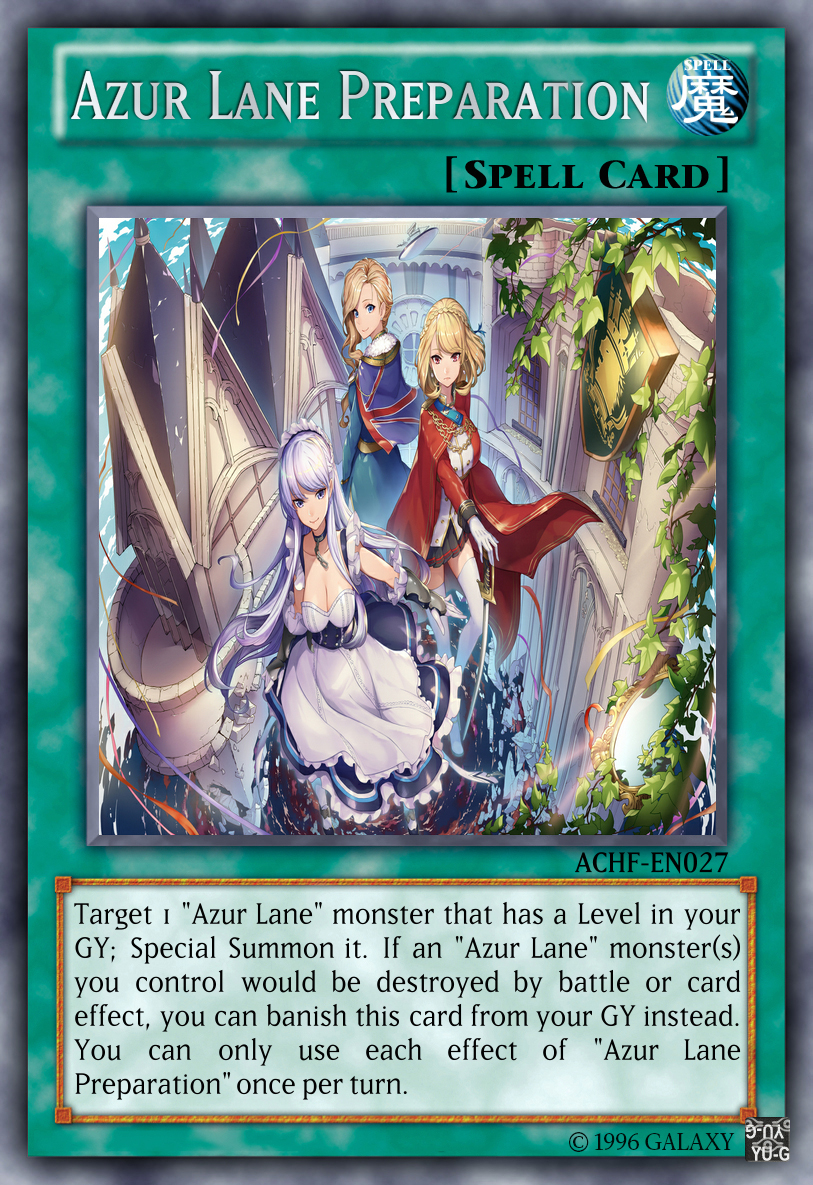 AZUR LANE PREPARATION
SPELL
魔
[SPELL CARD]
ACHF-EN027
Target 1 "Azur Lane" monster that has a Level in your
GY; Special Summon it. If an "Azur Lane" monster(s)
you control would be destroyed by battle or card
effect, you can banish this card from your GY instead.
You can only use each effect of "Azur Lane
Preparation" once per turn.
© 1996 GALAXY
YU-G
YU-G